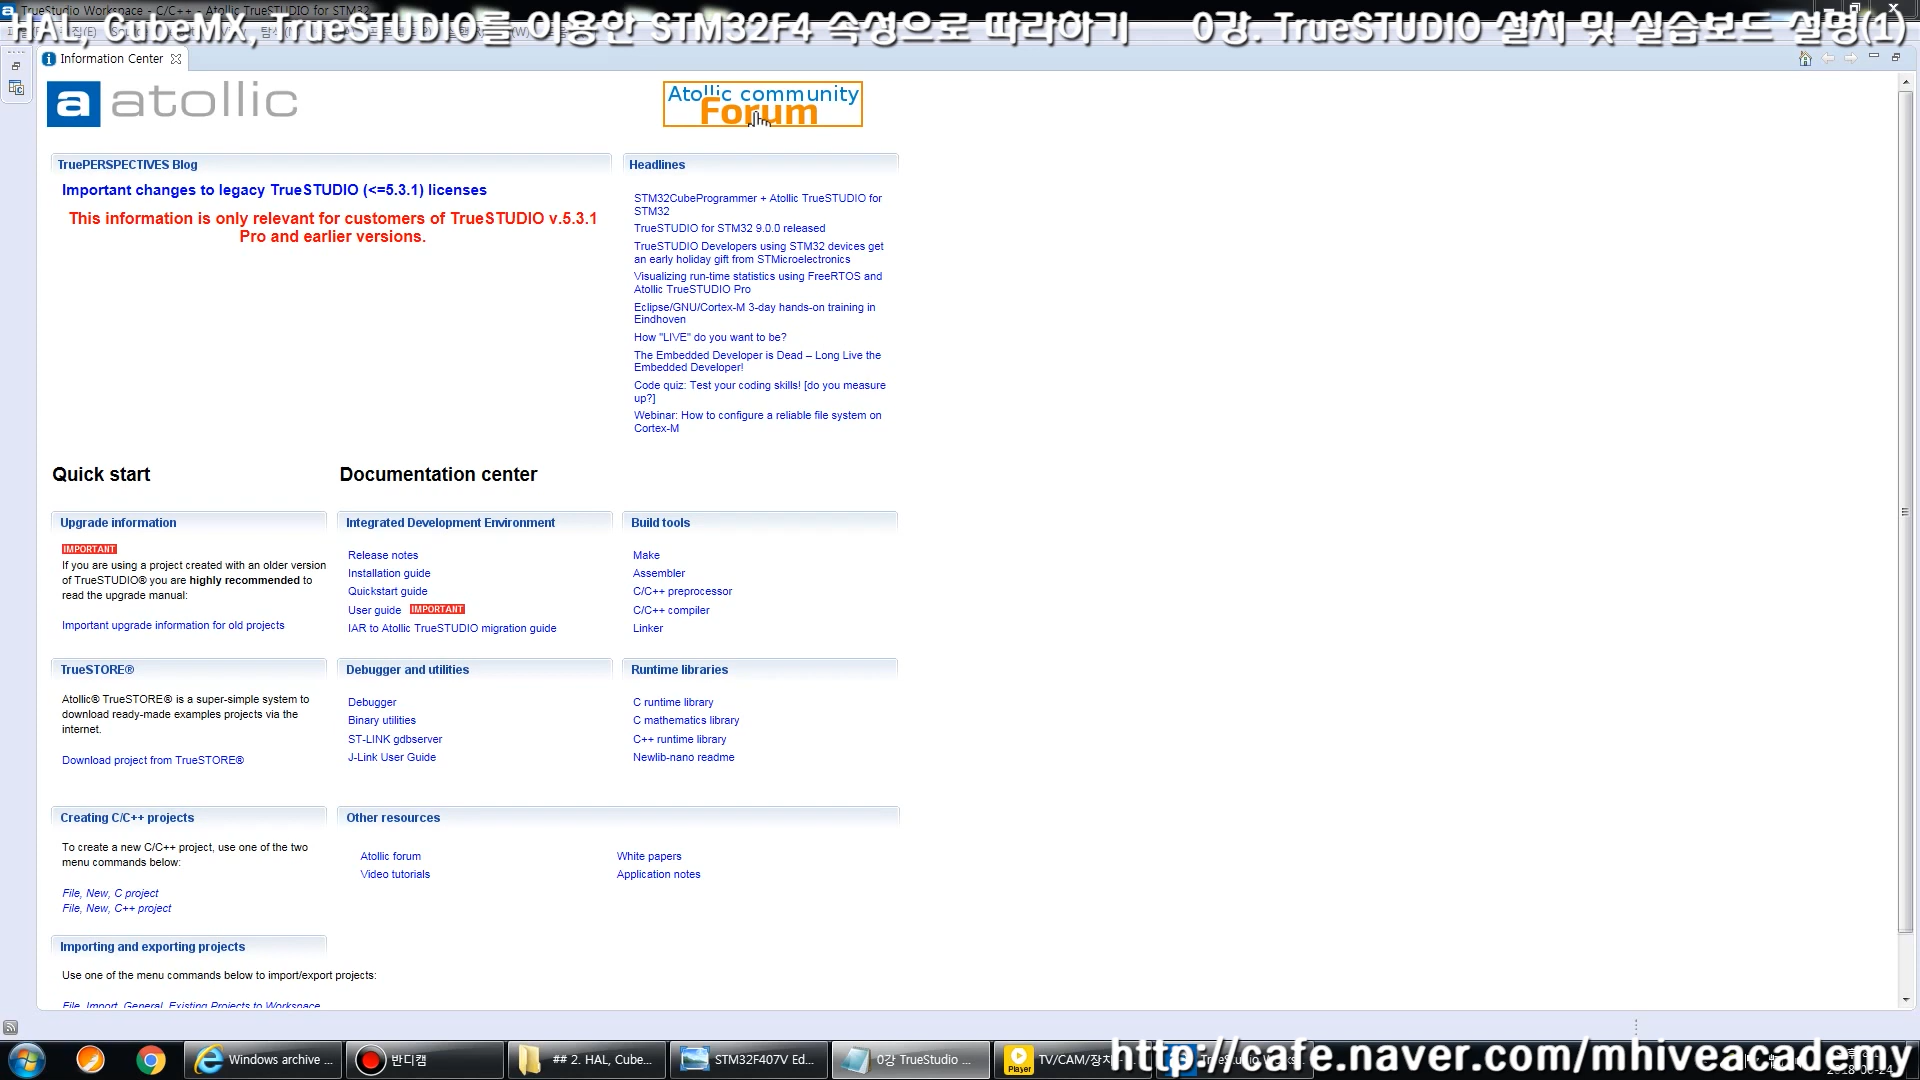 TrueStudio Workspace - C/C++ - Atollic TrueSTUDIO for STM32
HAL, CubeMX, TrueSTUDIO를 이용한 STM32F4 속성으로 따라하기 0강. TrueSTUDIO 설치 및 실습보드 설명(1)
Information Center
a atollic
Atollic community
Forum
TruePERSPECTIVES Blog
Important changes to legacy TrueSTUDIO (<=5.3.1) licenses
This information is only relevant for customers of TrueSTUDIO v.5.3.1
Pro and earlier versions.
Headlines
STM32CubeProgrammer + Atollic TrueSTUDIO for
STM32
TrueSTUDIO for STM32 9.0.0 released
TrueSTUDIO Developers using STM32 devices get
an early holiday gift from STMicroelectronics
Visualizing run-time statistics using FreeRTOS and
Atollic TrueSTUDIO Pro
Eclipse/GNU/Cortex-M 3-day hands-on training in
Eindhoven
How "LIVE" do you want to be?
The Embedded Developer is Dead – Long Live the
Embedded Developer!
Code quiz: Test your coding skills! [do you measure
up?]
Webinar: How to configure a reliable file system on
Cortex-M
Quick start
Documentation center
Upgrade information
IMPORTANT
If you are using a project created with an older version
of TrueSTUDIO® you are highly recommended to
read the upgrade manual:
Important upgrade information for old projects
Integrated Development Environment
Release notes
Installation guide
Quickstart guide
User guide IMPORTANT
IAR to Atollic TrueSTUDIO migration guide
Build tools
Make
Assembler
C/C++ preprocessor
C/C++ compiler
Linker
TrueSTORE®
Atollic® TrueSTORE® is a super-simple system to
download ready-made examples projects via the
internet.
Download project from TrueSTORE®
Debugger and utilities
Debugger
Binary utilities
ST-LINK gdbserver
J-Link User Guide
Runtime libraries
C runtime library
C mathematics library
C++ runtime library
Newlib-nano readme
Creating C/C++ projects
To create a new C/C++ project, use one of the two
menu commands below:
File, New, C project
File, New, C++ project
Other resources
Atollic forum
Video tutorials
White papers
Application notes
Importing and exporting projects
Use one of the menu commands below to import/export projects:
File, Import, General, Existing Projects to Workspace
Windows archive ...
반디캠
## 2. HAL, Cube...
STM32F407V Ed...
0강 TrueStudio ...
Player
http://cafe.naver.com/mhiveacademy